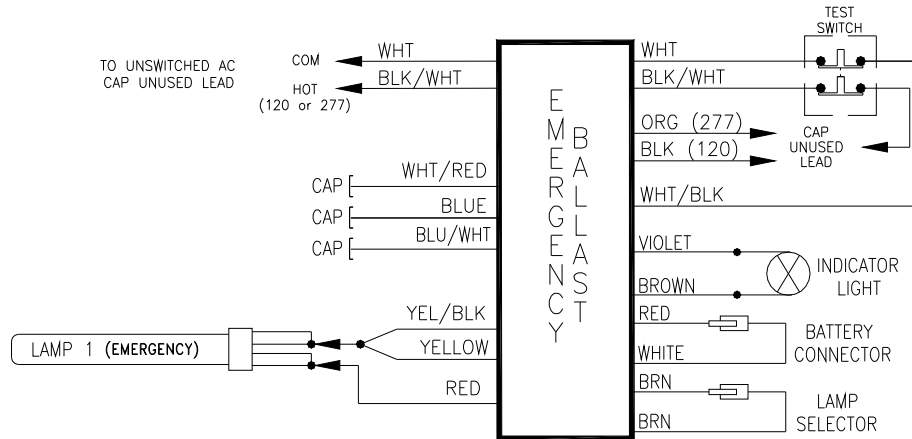 TO UNSWITCHED AC
CAP UNUSED LEAD
COM
WHT
HOT
(120 or 277)
BLK/WHT
CAP
WHT/RED
CAP
BLUE
CAP
BLU/WHT
LAMP 1 (EMERGENCY)
YEL/BLK
YELLOW
RED
EMERGENCY
BALLAST
TEST
SWITCH
WHT
BLK/WHT
ORG (277)
BLK (120)
CAP
UNUSED
LEAD
WHT/BLK
VIOLET
BROWN
INDICATOR
LIGHT
RED
WHITE
BATTERY
CONNECTOR
BRN
BRN
LAMP
SELECTOR